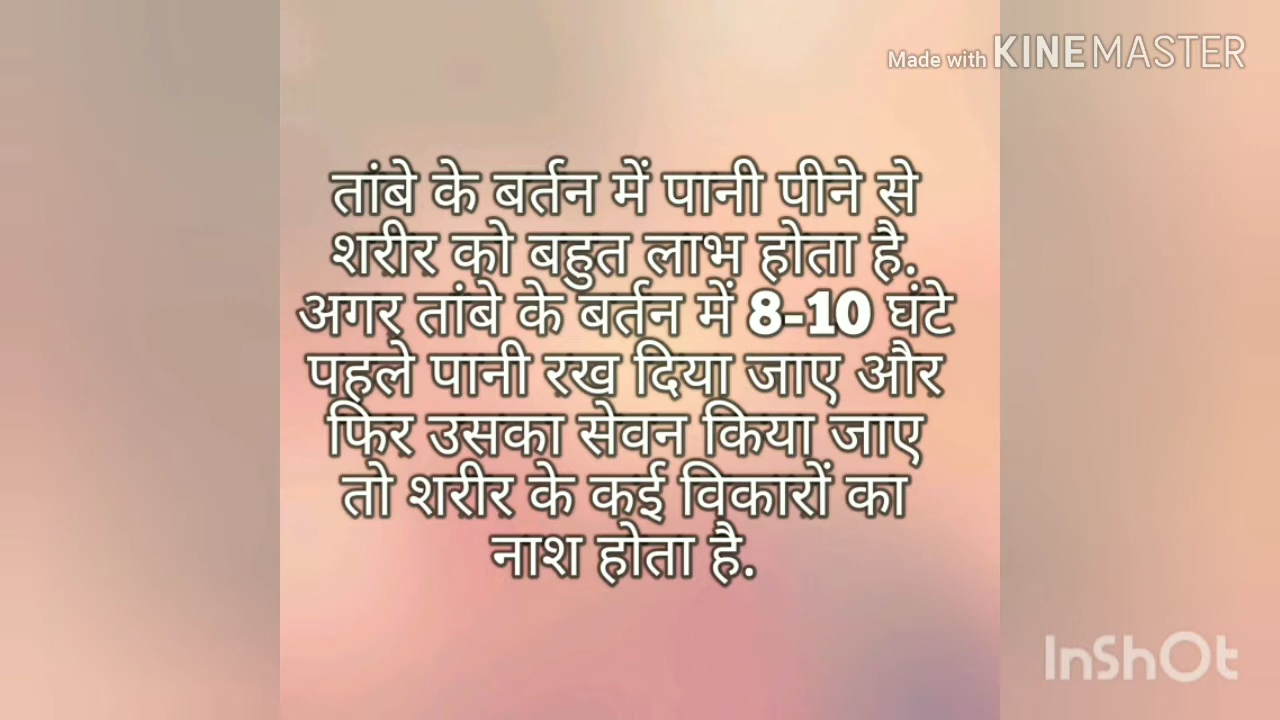 Made with KINEMASTER
तांबे के बर्तन में पानी पीने से
शरीर को बहुत लाभ होता है.
अगर तांबे के बर्तन में 8-10 घंटे
पहले पानी रख दिया जाए और
फिर उसका सेवन किया जाए
तो शरीर के कई विकारों का
नाश होता है.
InShOt